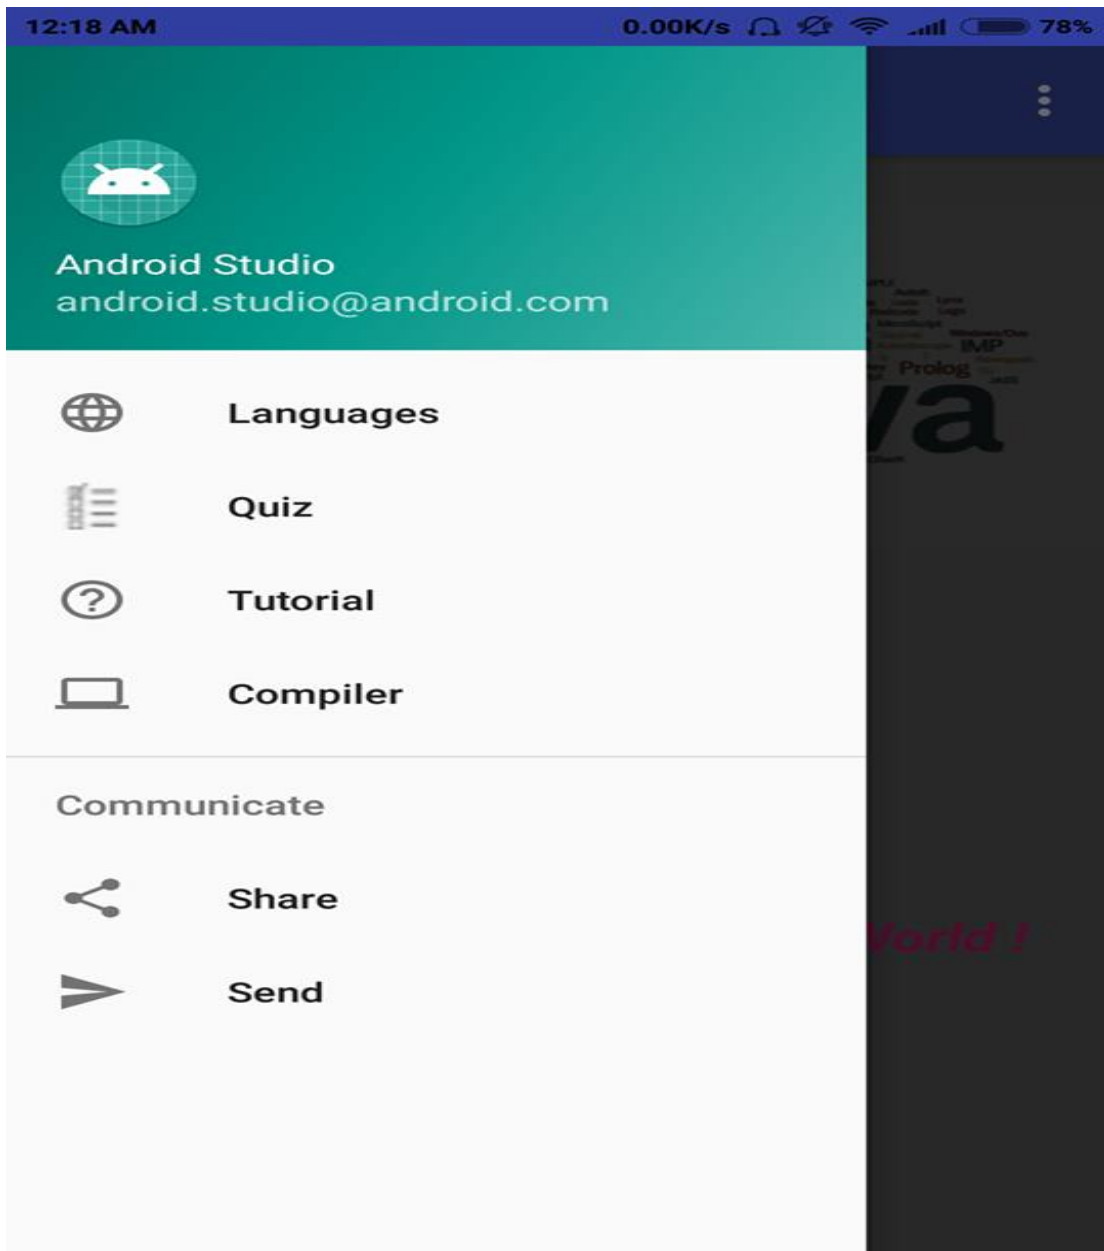 12:18 AM 0.00K/s 78%
Android Studio
android.studio@android.com
Languages
Quiz
Tutorial
Compiler
Communicate
Share
Send
IMP
Prolog
va
World !